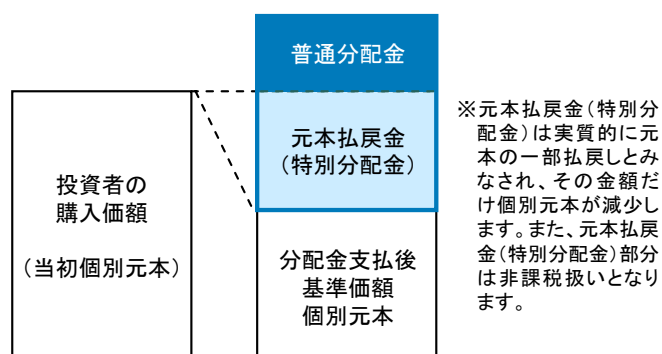 普通分配金
元本払戻金
（特別分配金）
投資者の
購入価額
（当初個別元本）
分配金支払後
基準価額
個別元本
※元本払戻金（特別分
配金）は実質的に元
本の一部払戻しとみ
なされ、その金額だ
け個別元本が減少し
ます。また、元本払戻
金（特別分配金）部分
は非課税扱いとなり
ます。